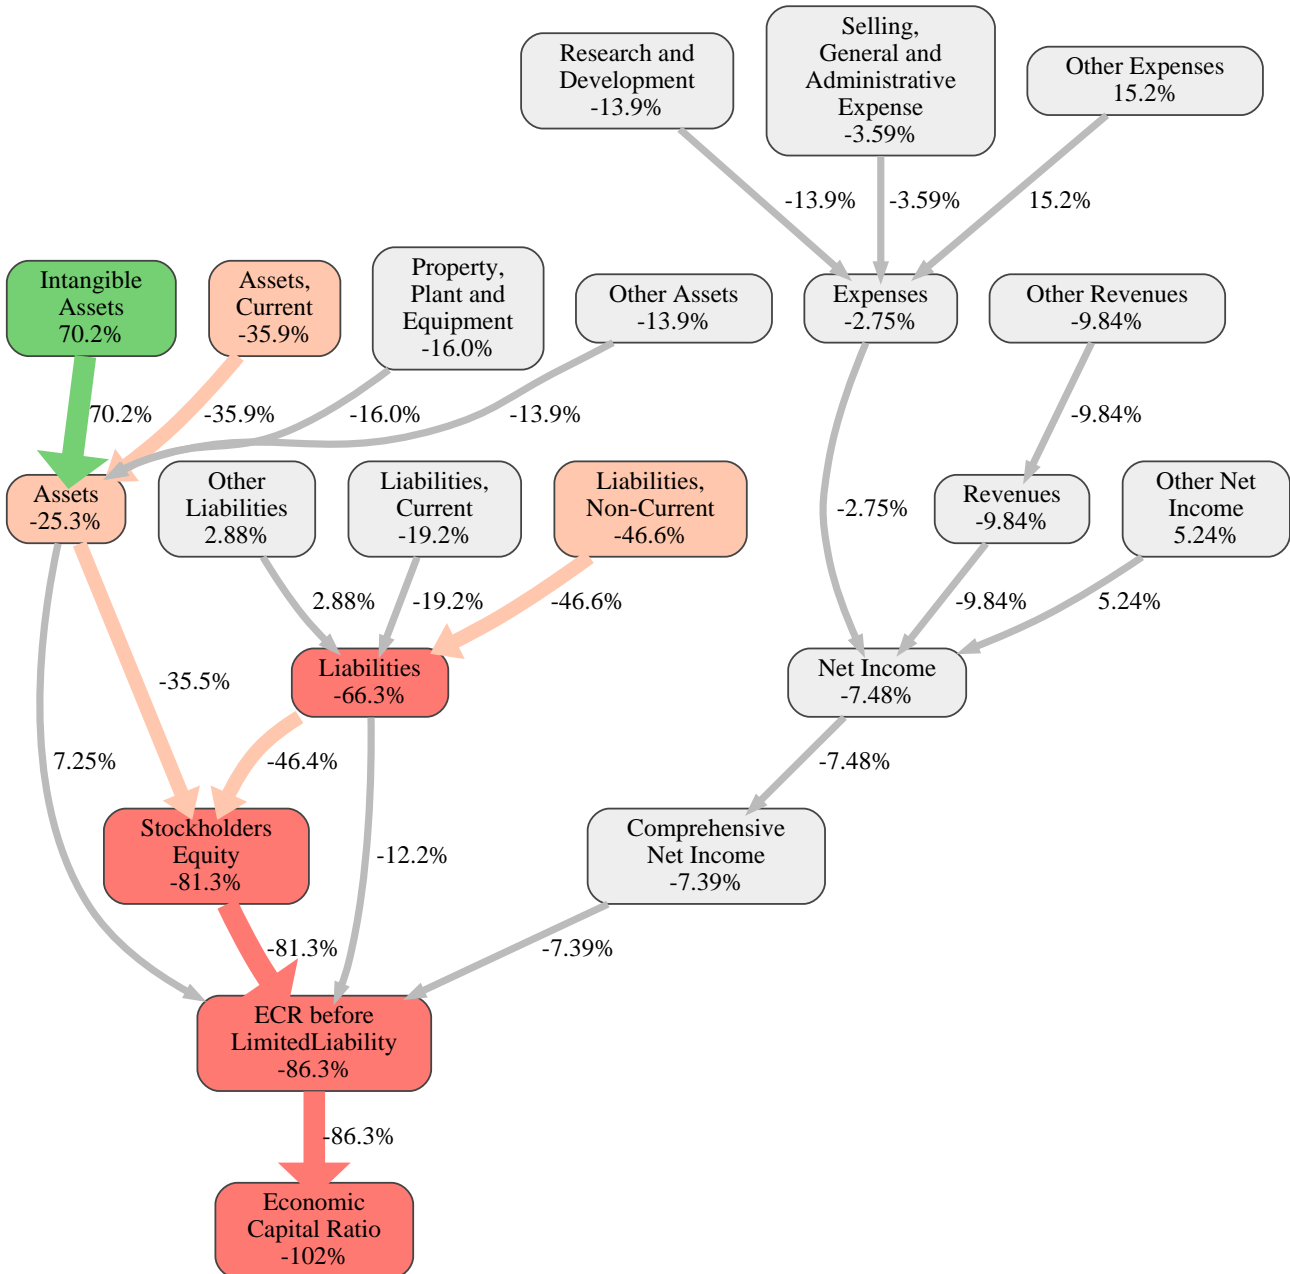 Research and
Development
-13.9%
Selling,
General and
Administrative
Expense
-3.59%
Other Expenses
15.2%
-13.9%
-3.59%
15.2%
Intangible
Assets
70.2%
Assets,
Current
-35.9%
Property,
Plant and
Equipment
-16.0%
Other Assets
-13.9%
Expenses
-2.75%
Other Revenues
-9.84%
70.2%
-35.9%
-16.0%
-13.9%
-9.84%
Assets
-25.3%
Other
Liabilities
2.88%
Liabilities,
Current
-19.2%
Liabilities,
Non-Current
-46.6%
-2.75%
Revenues
-9.84%
Other Net
Income
5.24%
2.88%
-19.2%
-46.6%
-9.84%
5.24%
-35.5%
Liabilities
-66.3%
Net Income
-7.48%
7.25%
-46.4%
-7.48%
Stockholders
Equity
-81.3%
-12.2%
Comprehensive
Net Income
-7.39%
-81.3%
-7.39%
ECR before
LimitedLiability
-86.3%
-86.3%
Economic
Capital Ratio
-102%